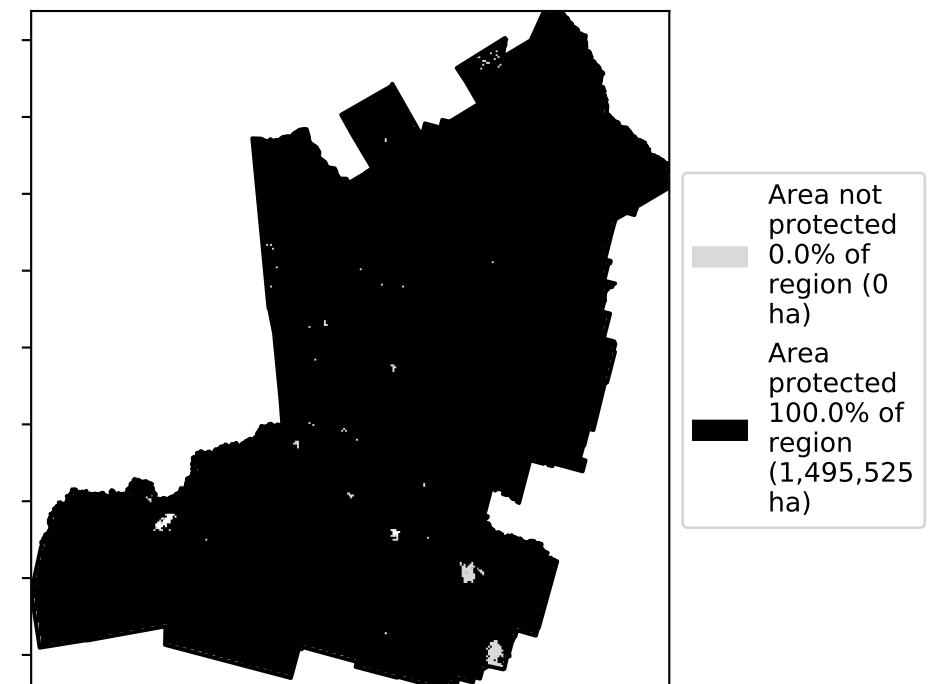 Area not
protected
0.0% of
region (0
ha)
Area
protected
100.0% of
region
(1,495,525
ha)